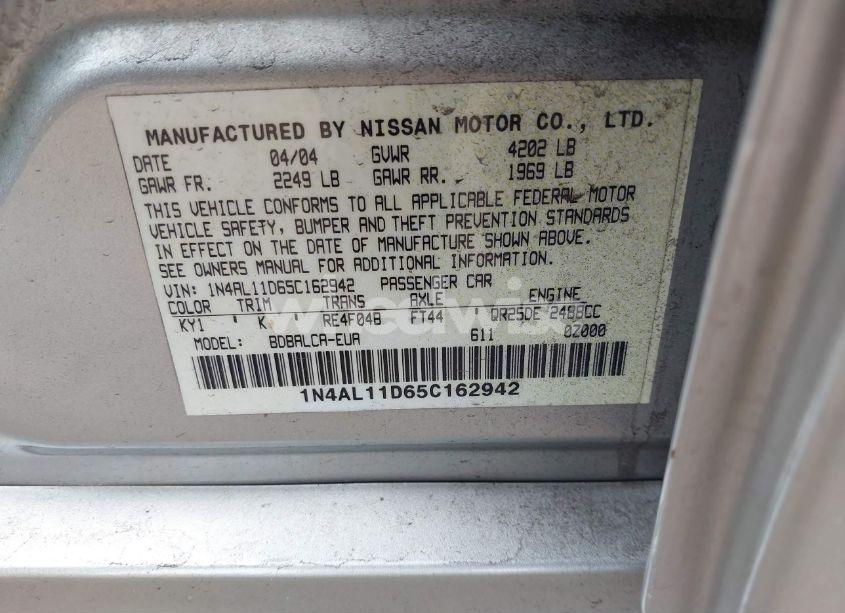 MANUFACTURED BY NISSAN MOTOR CO., LTD.
DATE 04/04 GVWR 4202 LB
GAWR FR. 2249 LB GAWR RR. 1969 LB
THIS VEHICLE CONFORMS TO ALL APPLICABLE FEDERAL MOTOR
VEHICLE SAFETY, BUMPER AND THEFT PREVENTION STANDARDS
IN EFFECT ON THE DATE OF MANUFACTURE SHOWN ABOVE.
SEE OWNERS MANUAL FOR ADDITIONAL INFORMATION.
VIN: 1N4AL11D65C162942 PASSENGER CAR
COLOR TRIM TRANS AXLE ENGINE
KY1 ' K ' RE4F04B FT44 QR25DE 2488CC
MODEL: BDBALCA-EUA 611 0Z000
1N4AL11D65C162942